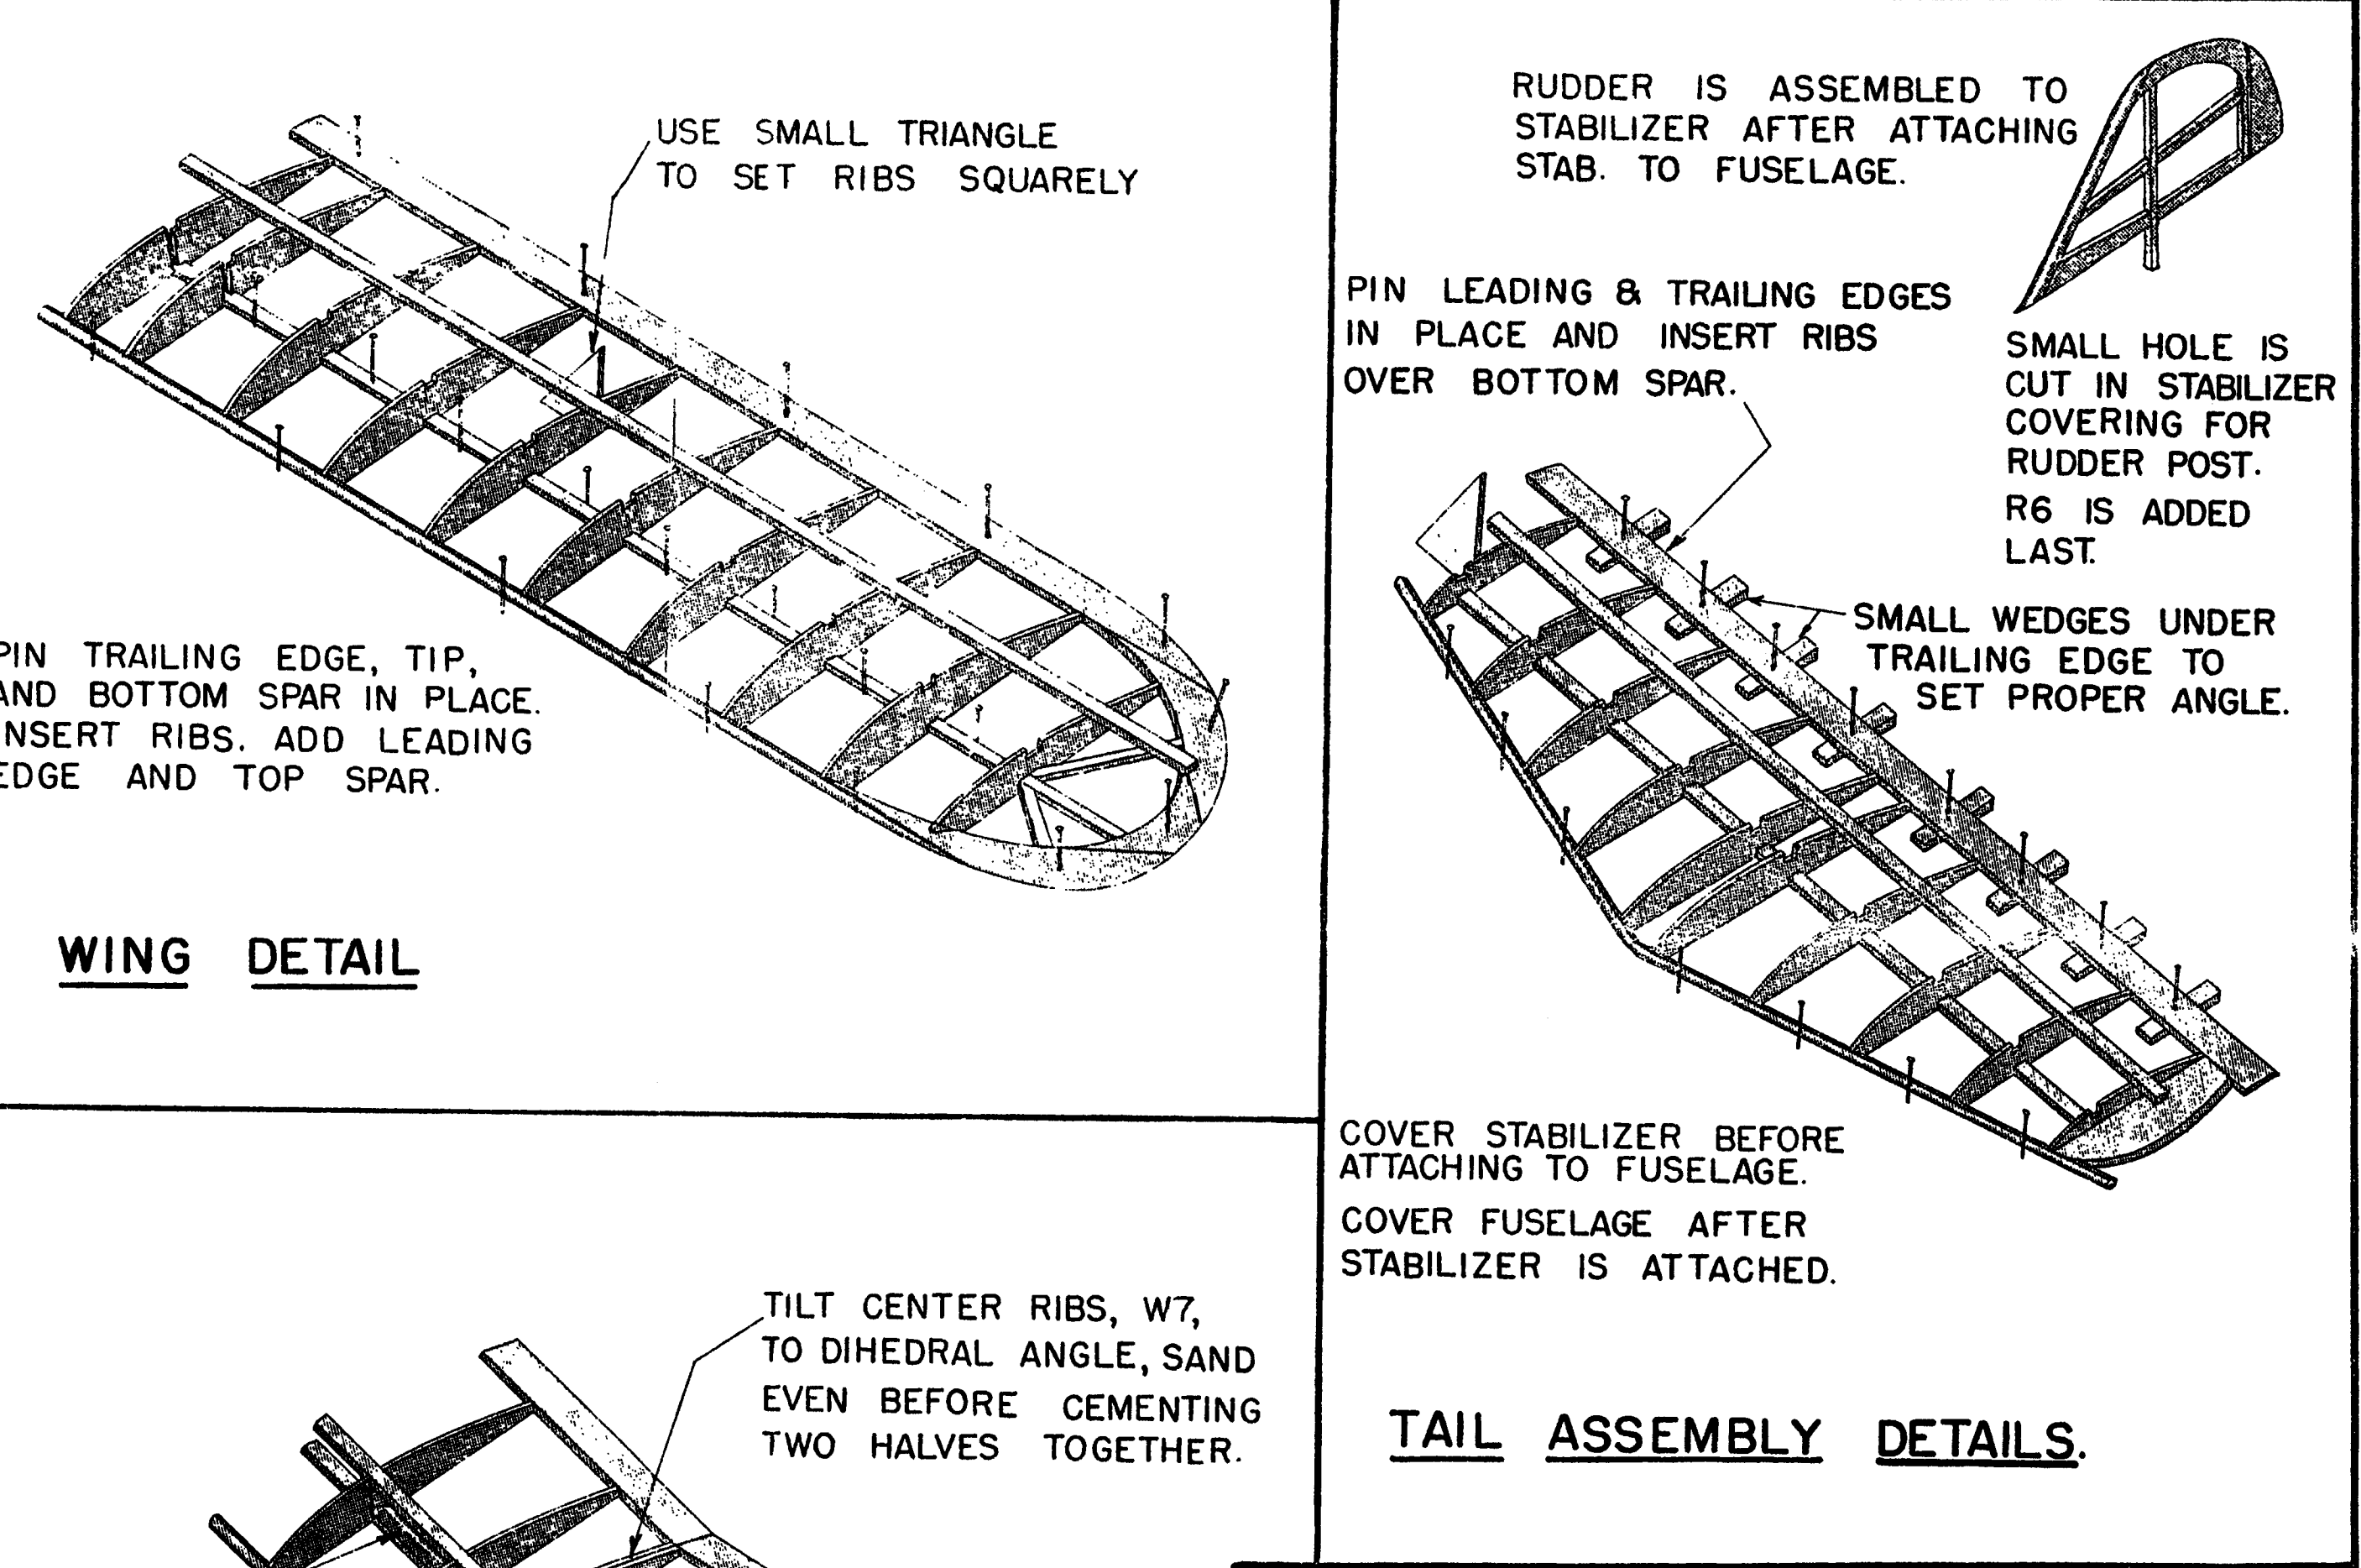 USE SMALL TRIANGLE
TO SET RIBS SQUARELY
PIN TRAILING EDGE, TIP,
AND BOTTOM SPAR IN PLACE.
INSERT RIBS. ADD LEADING
EDGE AND TOP SPAR.
WING DETAIL
TILT CENTER RIBS, W7,
TO DIHEDRAL ANGLE, SAND
EVEN BEFORE CEMENTING
TWO HALVES TOGETHER.
RUDDER IS ASSEMBLED TO
STABILIZER AFTER ATTACHING
STAB. TO FUSELAGE.
PIN LEADING & TRAILING EDGES
IN PLACE AND INSERT RIBS
OVER BOTTOM SPAR.
SMALL HOLE IS
CUT IN STABILIZER
COVERING FOR
RUDDER POST.
R6 IS ADDED
LAST.
SMALL WEDGES UNDER
TRAILING EDGE TO
SET PROPER ANGLE.
COVER STABILIZER BEFORE
ATTACHING TO FUSELAGE.
COVER FUSELAGE AFTER
STABILIZER IS ATTACHED.
TAIL ASSEMBLY DETAILS.